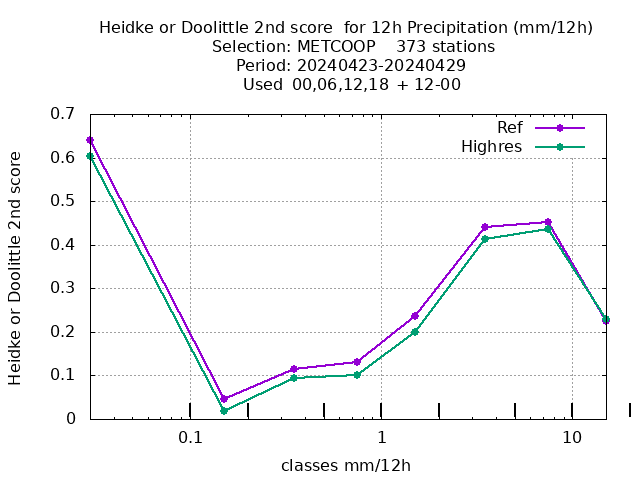 Heidke or Doolittle 2nd score  for 12h Precipitation (mm/12h)
Selection: METCOOP    373 stations
Period: 20240423-20240429
Used  00,06,12,18 + 12-00
Ref
Highres
Heidke or Doolittle 2nd score
0.7
0.6
0.5
0.4
0.3
0.2
0.1
0
0.1 1 10
classes mm/12h